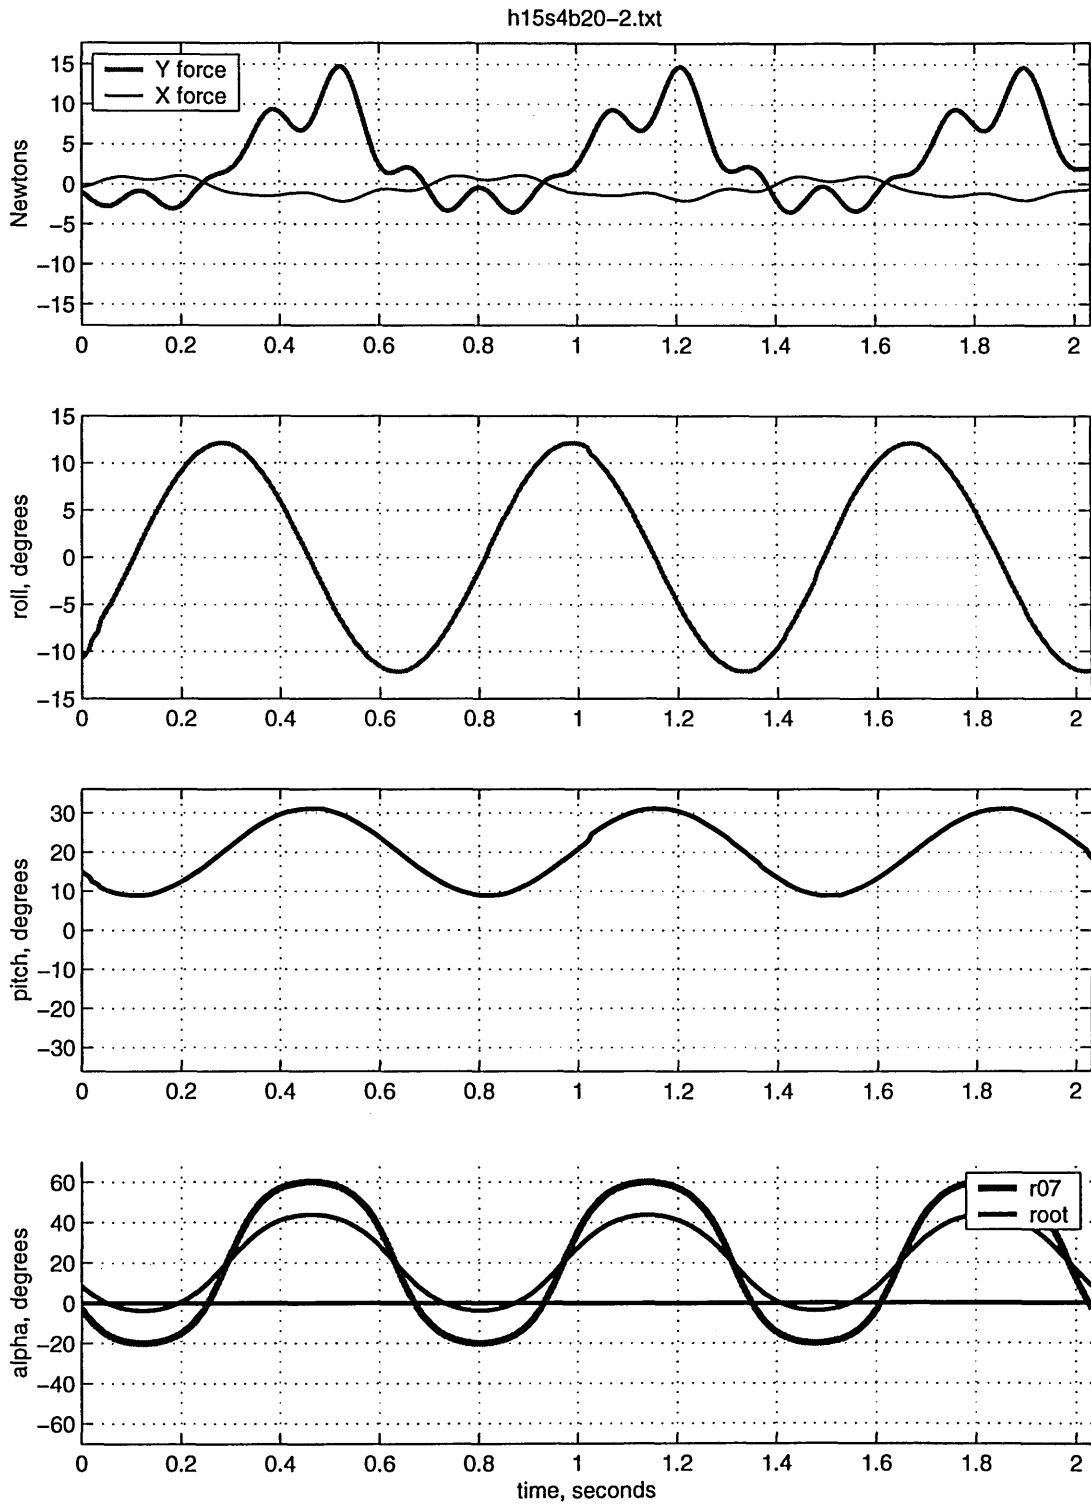 h15s4b20−2.txt
Y force
X force
15
10
5
0
−5
−10
−15
Newtons
0 0.2 0.4 0.6 0.8 1 1.2 1.4 1.6 1.8 2
15
10
5
0
−5
−10
−15
roll, degrees
0 0.2 0.4 0.6 0.8 1 1.2 1.4 1.6 1.8 2
30
20
10
0
−10
−20
−30
pitch, degrees
0 0.2 0.4 0.6 0.8 1 1.2 1.4 1.6 1.8 2
r07
root
60
40
20
0
−20
−40
−60
alpha, degrees
0 0.2 0.4 0.6 0.8 1 1.2 1.4 1.6 1.8 2
time, seconds